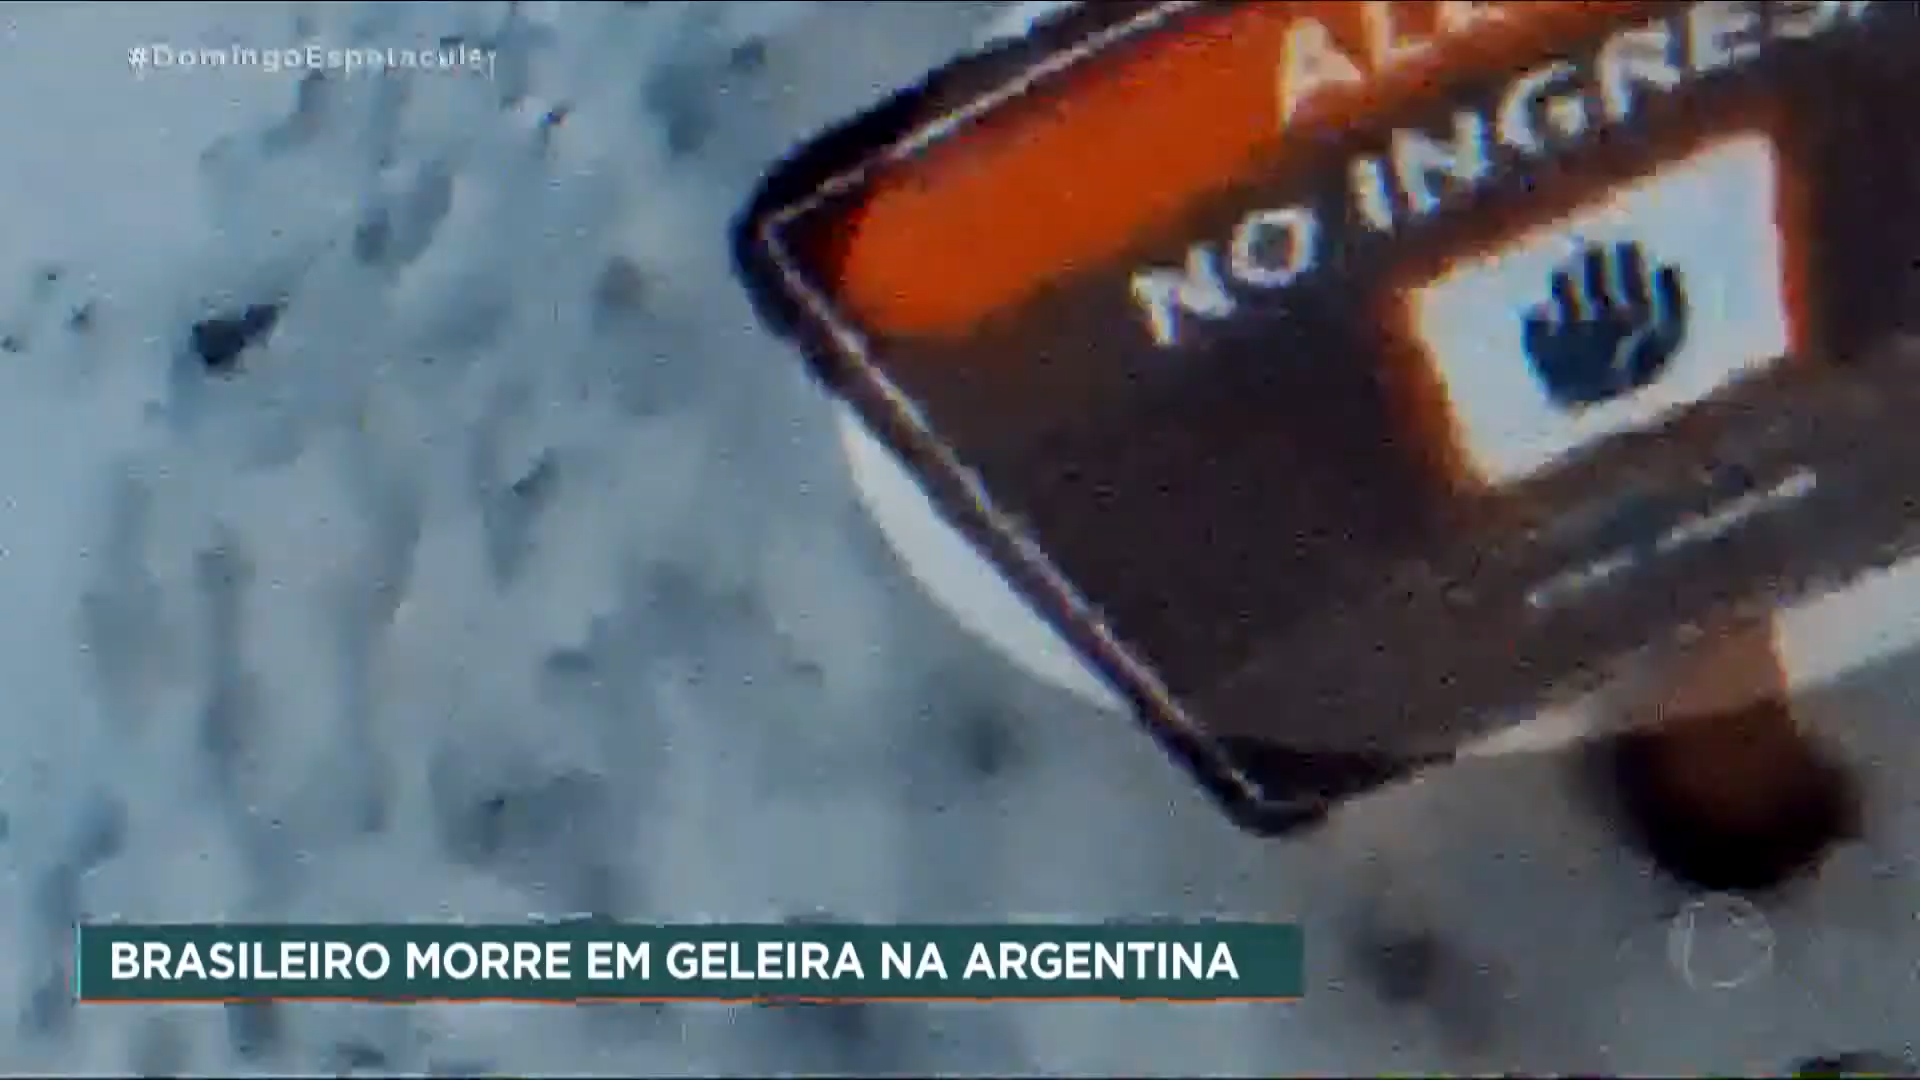 #DomingoEspetacular
NO INGRES
BRASILEIRO MORRE EM GELEIRA NA ARGENTINA